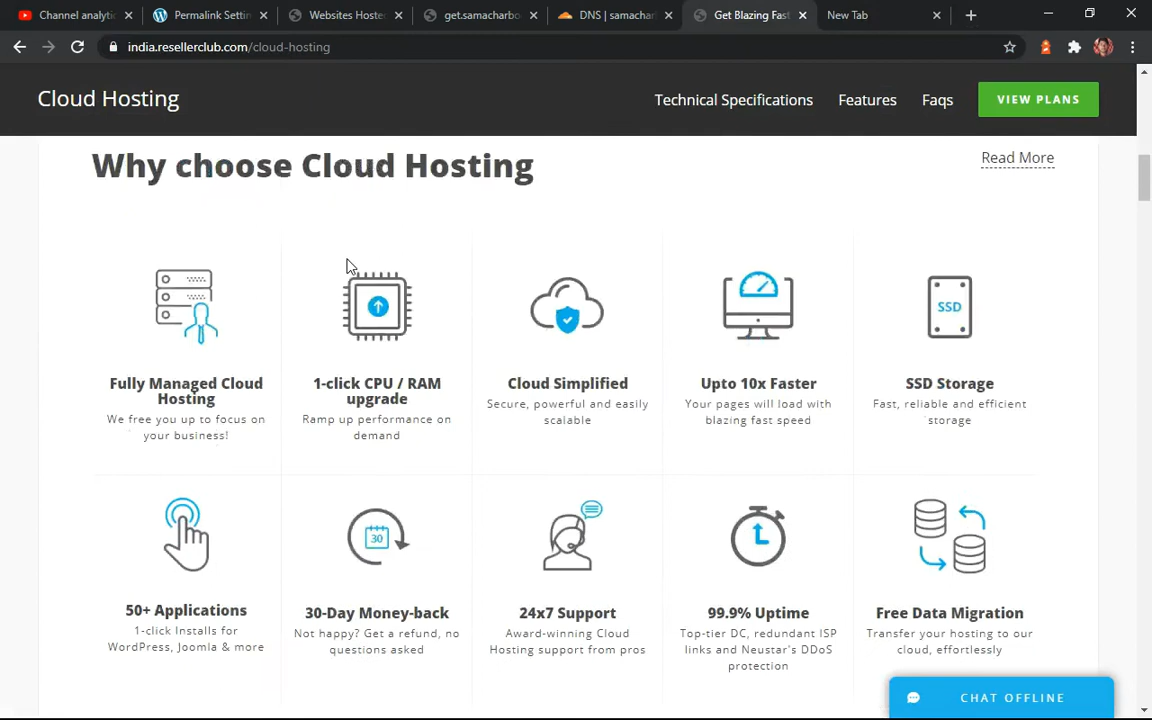 Channel analytic
Permalink Settin
Websites Hoste
get.samacharbo
DNS | samachar
Get Blazing Fast
New Tab
india.resellerclub.com/cloud-hosting
Cloud Hosting
Technical Specifications
Features
Faqs
VIEW PLANS
Why choose Cloud Hosting
Read More
SSD
Fully Managed Cloud
Hosting
We free you up to focus on
your business!
1-click CPU / RAM
upgrade
Ramp up performance on
demand
Cloud Simplified
Secure, powerful and easily
scalable
Upto 10x Faster
Your pages will load with
blazing fast speed
SSD Storage
Fast, reliable and efficient
storage
30
50+ Applications
1-click Installs for
WordPress, Joomla & more
30-Day Money-back
Not happy? Get a refund, no
questions asked
24x7 Support
Award-winning Cloud
Hosting support from pros
99.9% Uptime
Top-tier DC, redundant ISP
links and Neustar's DDoS
protection
Free Data Migration
Transfer your hosting to our
cloud, effortlessly
CHAT OFFLINE